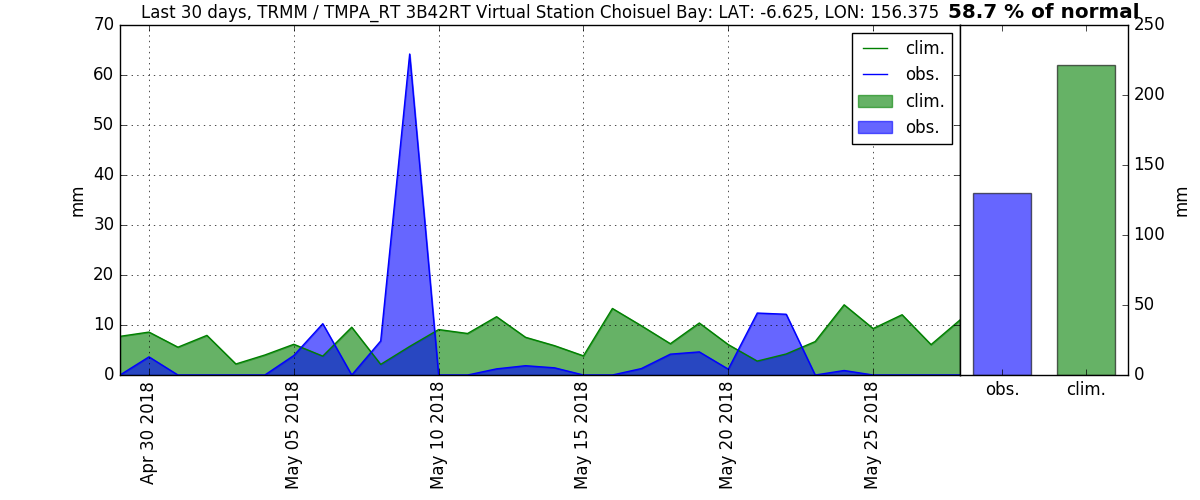 Last 30 days, TRMM / TMPA_RT 3B42RT Virtual Station Choisuel Bay: LAT: -6.625, LON: 156.375
58.7 % of normal
70
60
50
40
30
20
10
0
mm
clim.
obs.
clim.
obs.
Apr 30 2018
May 05 2018
May 10 2018
May 15 2018
May 20 2018
May 25 2018
250
200
150
100
50
0
mm
obs.
clim.